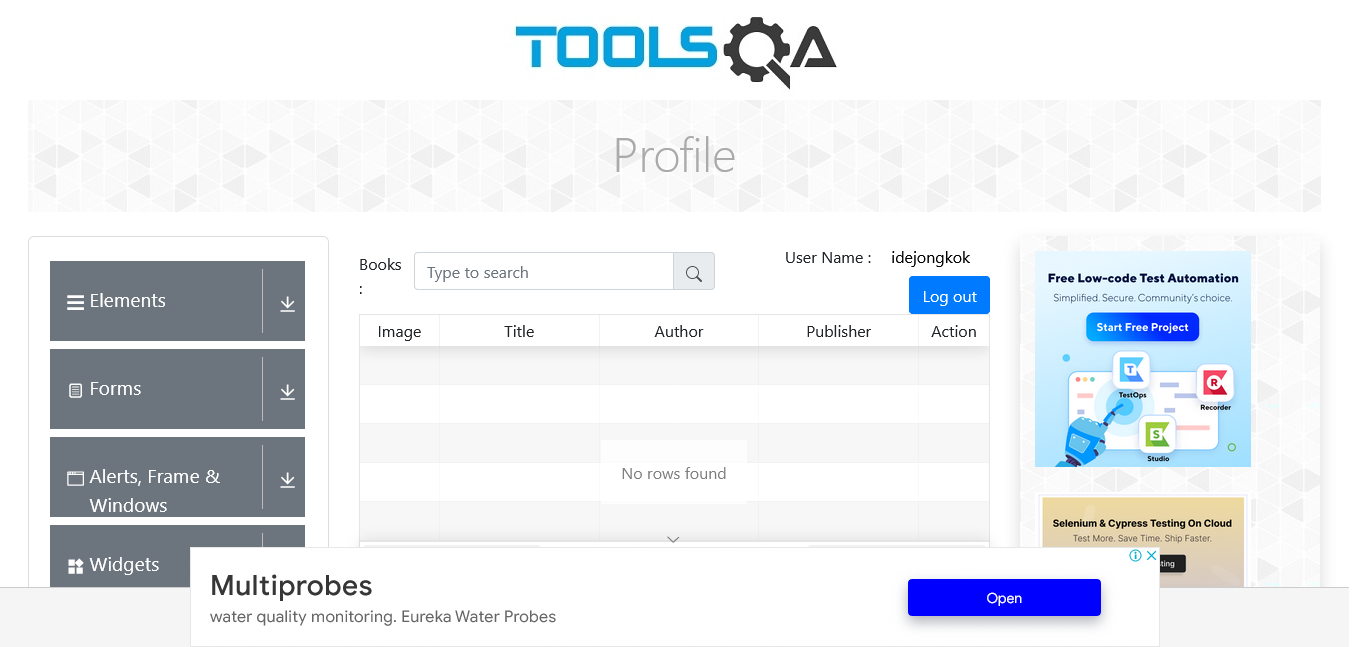 TOOLSQA
Profile
Elements
Forms
Alerts, Frame &
Windows
Widgets
Books
:
Type to search
User Name : idejongkok
Log out
Image Title Author Publisher Action
No rows found
Free Low-code Test Automation
Simplified. Secure. Community's choice.
Start Free Project
TestOps
Recorder
Studio
Selenium & Cypress Testing On Cloud
Test More. Save Time. Ship Faster.
Multiprobes
water quality monitoring. Eureka Water Probes
Open